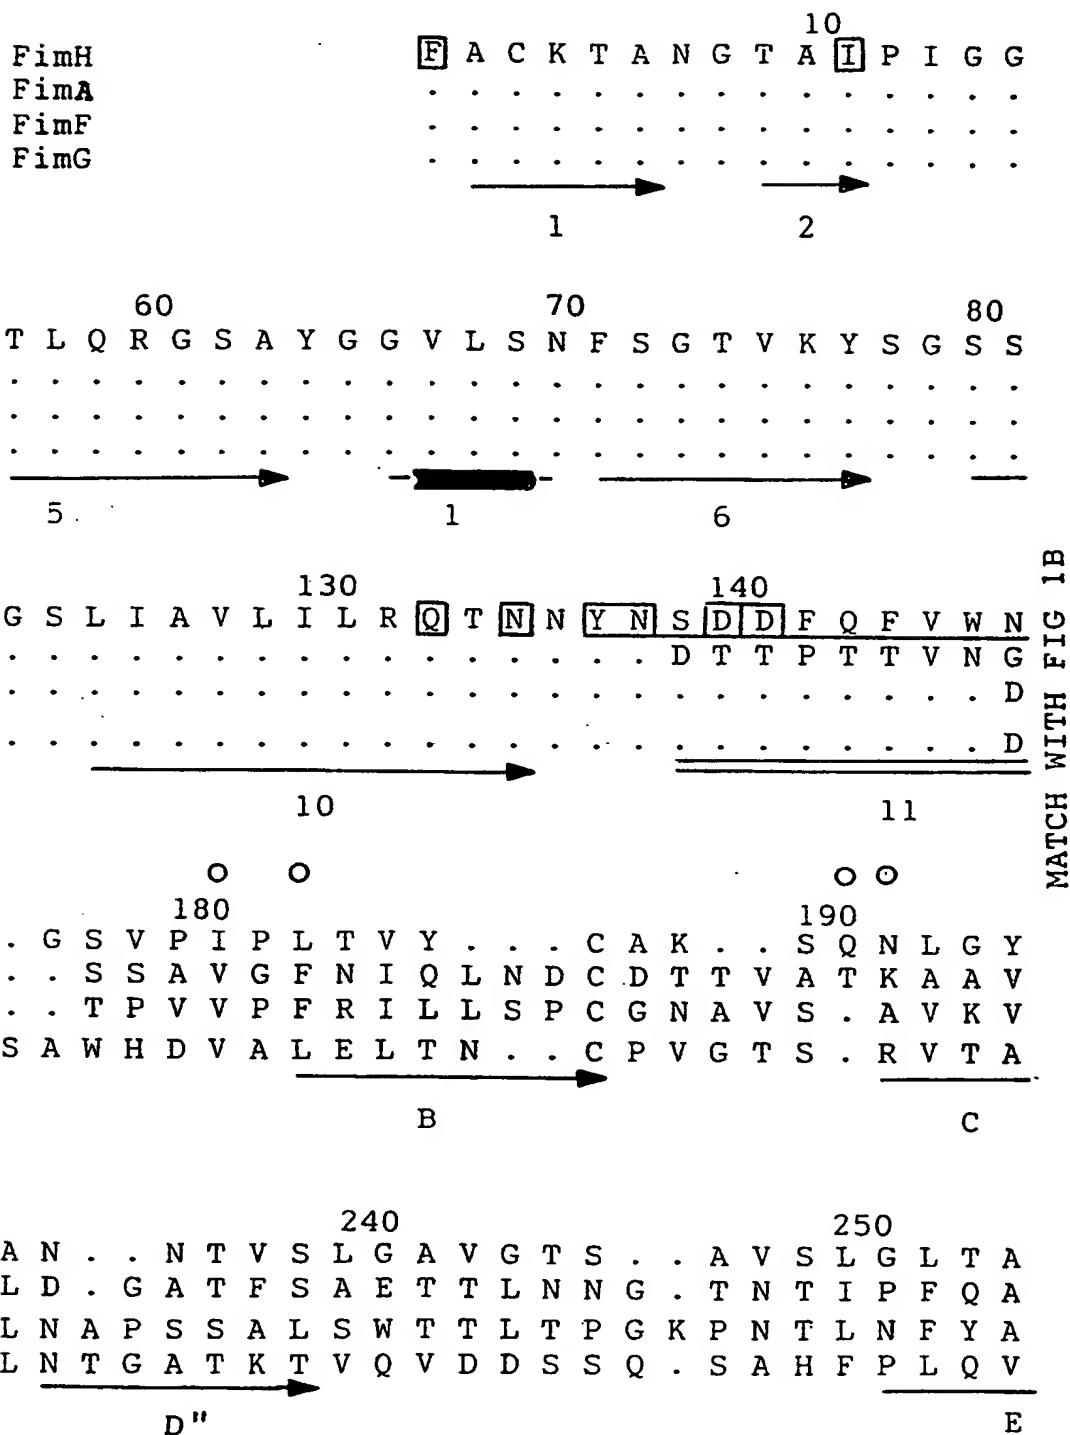 10
FimH F A C K T A N G T A I P I G G
FimA . . . . . . . . . . . . . . .
FimF . . . . . . . . . . . . . . .
FimG . . . . . . . . . . . . . . .
1 2
60 70 80
T L Q R G S A Y G G V L S N F S G T V K Y S G S S
. . . . . . . . . . . . . . . . . . . . . . . . .
. . . . . . . . . . . . . . . . . . . . . . . . .
. . . . . . . . . . . . . . . . . . . . . . . . .
5 1 6
130 140
G S L I A V L I L R Q T N N Y N S D D F Q F V W N
. . . . . . . . . . . . . . . . D T T P T T V N G
. . . . . . . . . . . . . . . . . . . . . . . . D
. . . . . . . . . . . . . . . . . . . . . . . . D
10 11
MATCH WITH FIG 1B
180 190
. G S V P I P L T V Y . . . C A K . . S Q N L G Y
. . S S A V G F N I Q L N D C D T T V A T K A A V
. . T P V V P F R I L L S P C G N A V S . A V K V
S A W H D V A L E L T N . . C P V G T S . R V T A
B C
240 250
A N . . N T V S L G A V G T S . . A V S L G L T A
L D . G A T F S A E T T L N N G . T N T I P F Q A
L N A P S S A L S W T T L T P G K P N T L N F Y A
L N T G A T K T V Q V D D S S Q . S A H F P L Q V
D" E